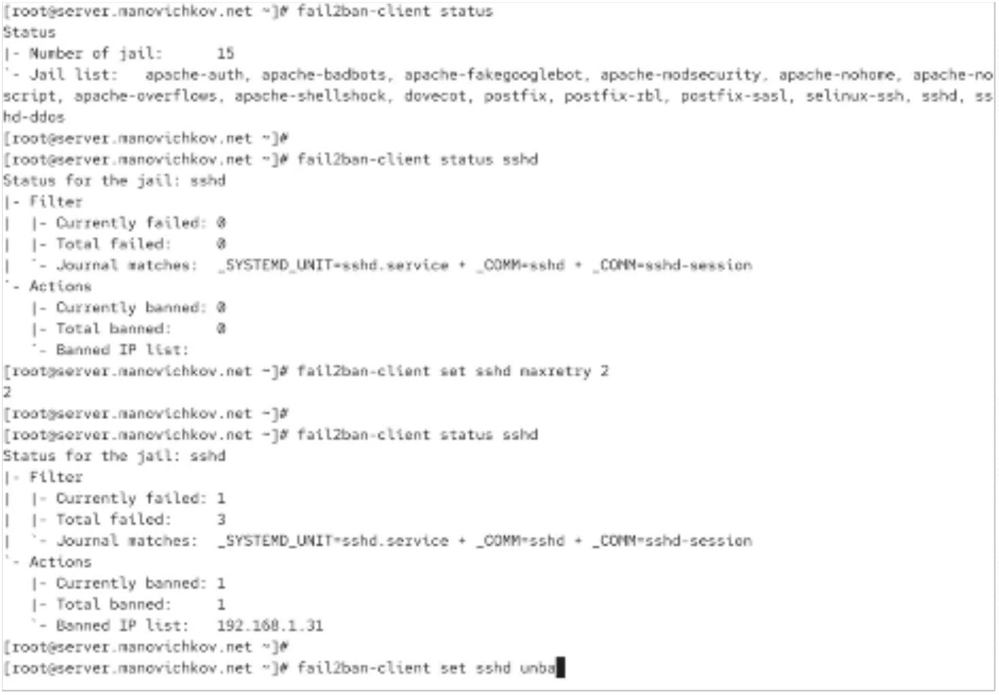 [root@server.manovichkov.net ~]# fail2ban-client status
Status
|- Number of jail:      15
`- Jail list:   apache-auth, apache-badbots, apache-fakegooglebot, apache-modsecurity, apache-nohome, apache-no
script, apache-overflows, apache-shellshock, dovecot, postfix, postfix-rbl, postfix-sasl, selinux-ssh, sshd, ss
hd-ddos
[root@server.manovichkov.net ~]#
[root@server.manovichkov.net ~]# fail2ban-client status sshd
Status for the jail: sshd
|- Filter
|  |- Currently failed: 0
|  |- Total failed:     0
|  `- Journal matches:  _SYSTEMD_UNIT=sshd.service + _COMM=sshd + _COMM=sshd-session
`- Actions
   |- Currently banned: 0
   |- Total banned:     0
   `- Banned IP list:
[root@server.manovichkov.net ~]# fail2ban-client set sshd maxretry 2
2
[root@server.manovichkov.net ~]#
[root@server.manovichkov.net ~]# fail2ban-client status sshd
Status for the jail: sshd
|- Filter
|  |- Currently failed: 1
|  |- Total failed:     3
|  `- Journal matches:  _SYSTEMD_UNIT=sshd.service + _COMM=sshd + _COMM=sshd-session
`- Actions
   |- Currently banned: 1
   |- Total banned:     1
   `- Banned IP list:   192.168.1.31
[root@server.manovichkov.net ~]#
[root@server.manovichkov.net ~]# fail2ban-client set sshd unba